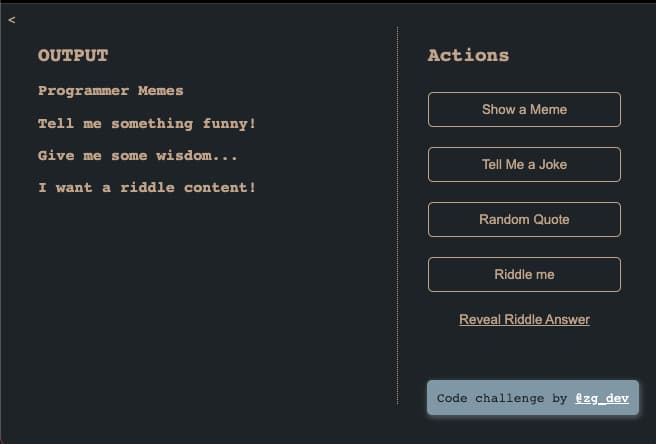 <
OUTPUT
Programmer Memes
Tell me something funny!
Give me some wisdom...
I want a riddle content!
Actions
Show a Meme
Tell Me a Joke
Random Quote
Riddle me
Reveal Riddle Answer
Code challenge by @zg_dev